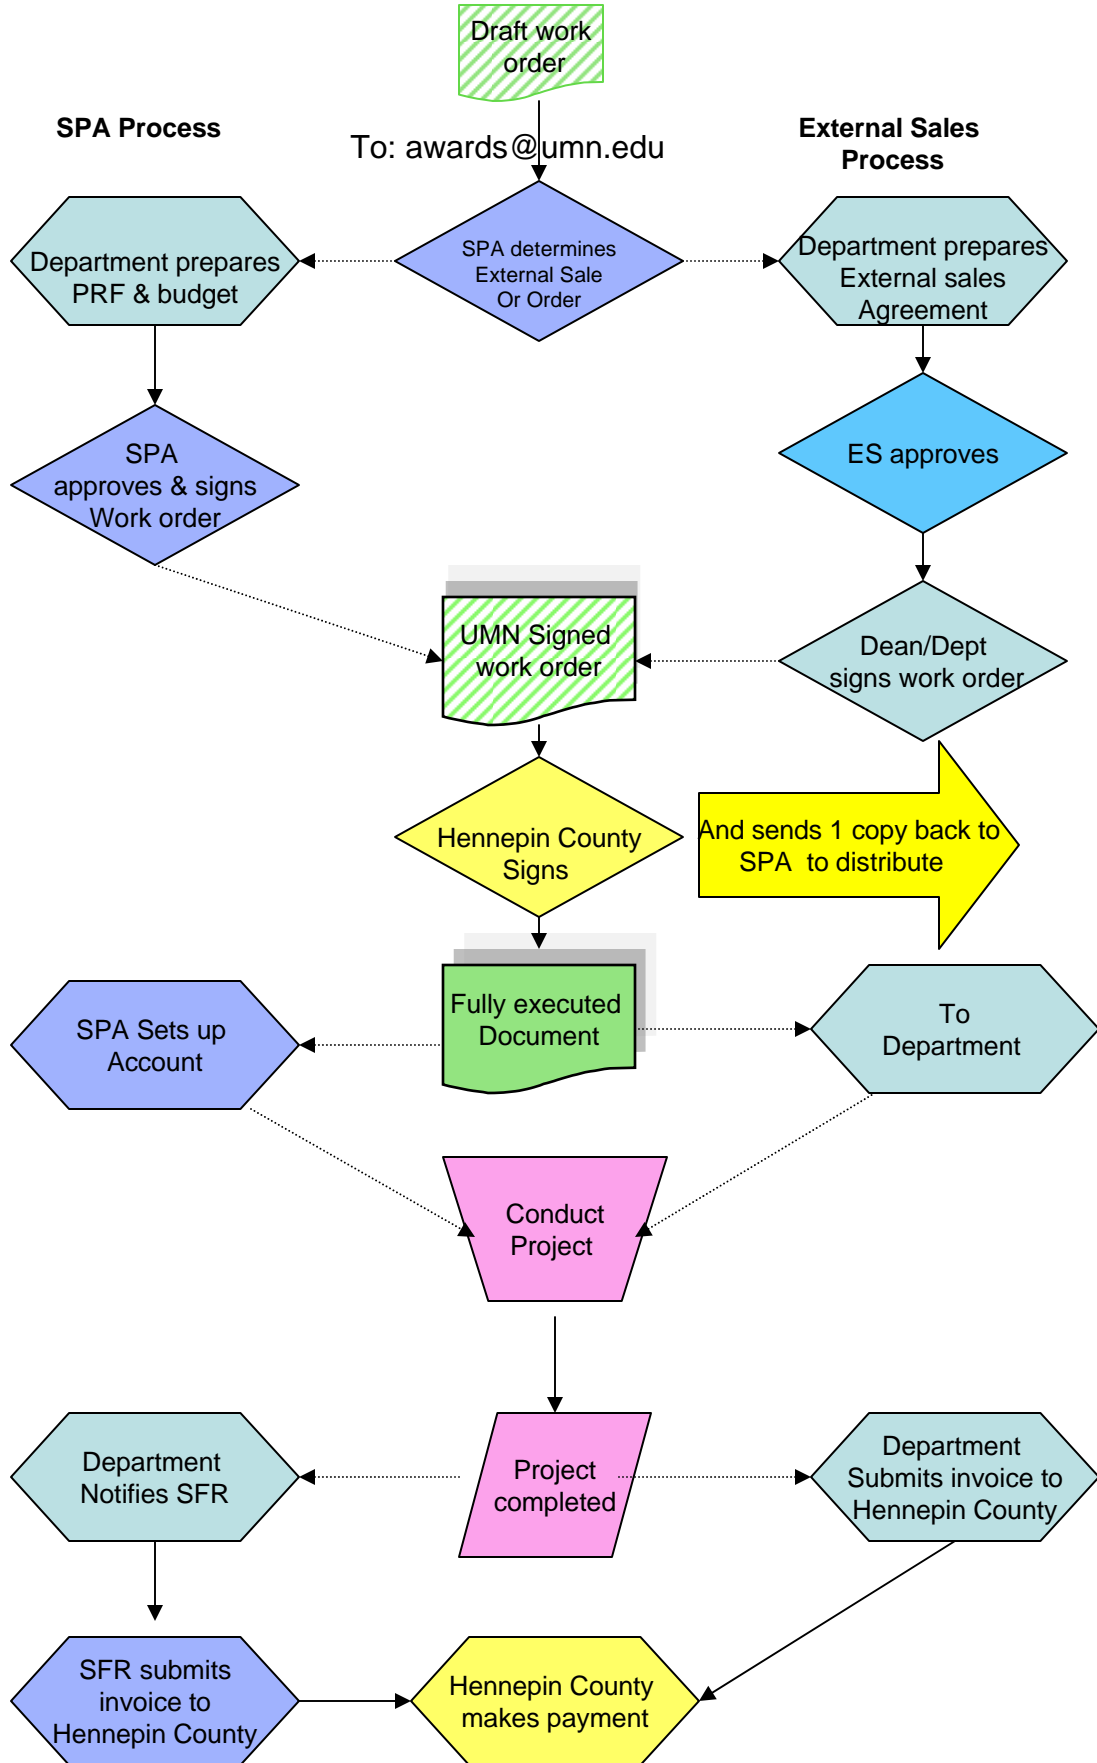 Draft work
order
SPA Process
External Sales
Process
To: awards@umn.edu
Department prepares
PRF & budget
SPA determines
External Sale
Or Order
Department prepares
External sales
Agreement
SPA
approves & signs
Work order
ES approves
UMN Signed
work order
Dean/Dept
signs work order
Hennepin County
Signs
And sends 1 copy back to
SPA to distribute
SPA Sets up
Account
Fully executed
Document
To
Department
Conduct
Project
Department
Notifies SFR
Project
completed
Department
Submits invoice to
Hennepin County
SFR submits
invoice to
Hennepin County
Hennepin County
makes payment